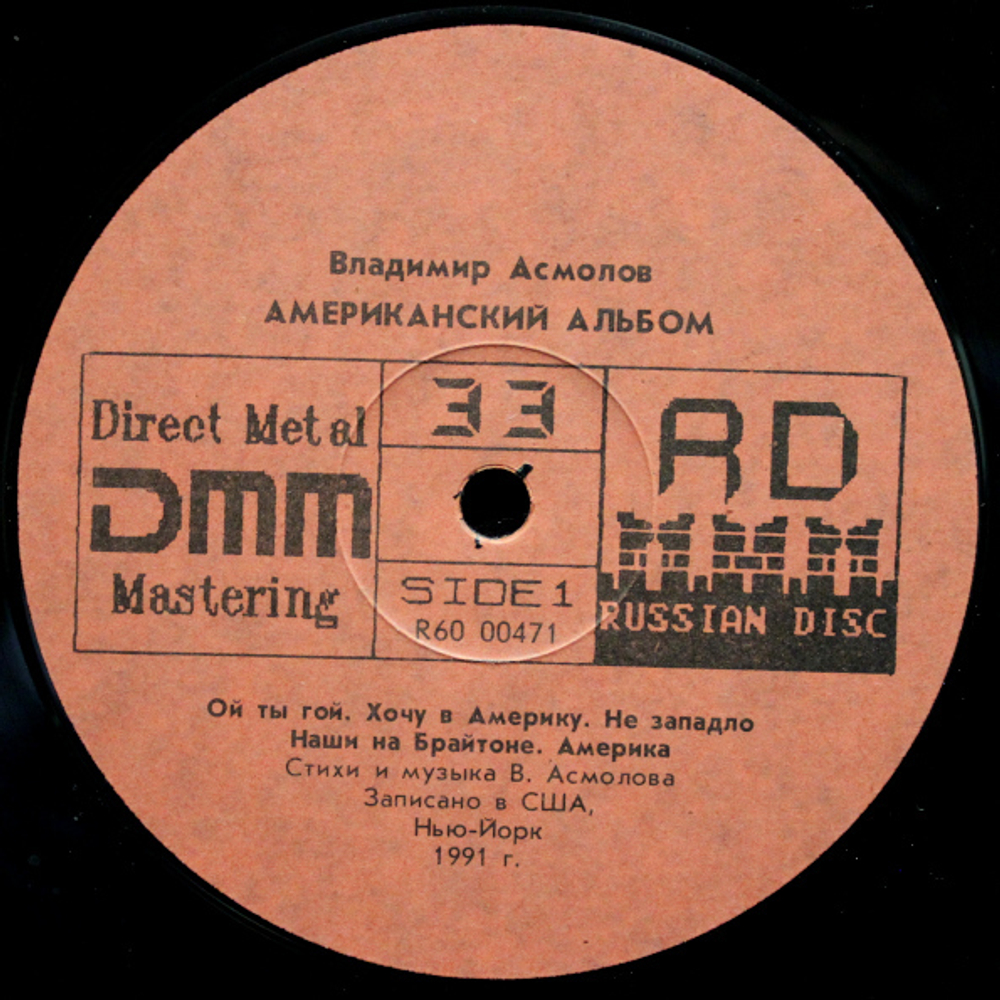 Владимир Асмолов
АМЕРИКАНСКИЙ АЛЬБОМ
Direct Metal
DMM
Mastering
33
SIDE 1
R60 00471
RD
RUSSIAN DISC
Ой ты гой. Хочу в Америку. Не западло
Наши на Брайтоне. Америка
Стихи и музыка В. Асмолова
Записано в США,
Нью-Йорк
1991 г.